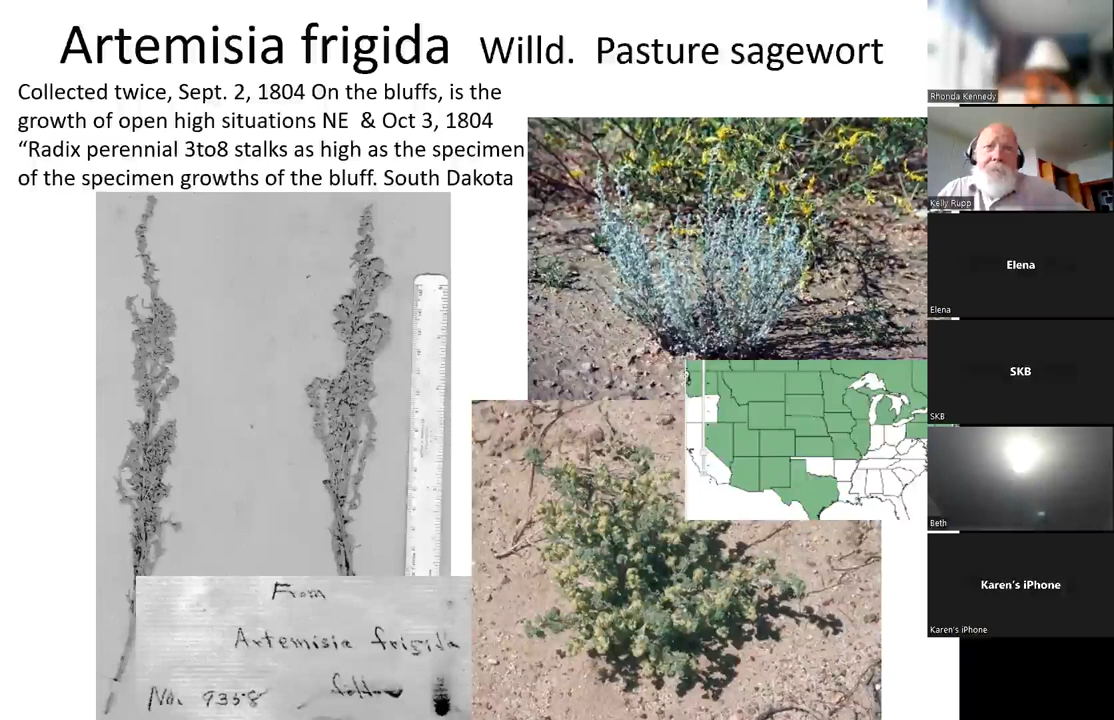 Artemisia frigida Willd. Pasture sagewort
Collected twice, Sept. 2, 1804 On the bluffs, is the
growth of open high situations NE & Oct 3, 1804
“Radix perennial 3to8 stalks as high as the specimen
of the specimen growths of the bluff. South Dakota
From
Artemisia frigida
No. 9358
Rhonda Kennedy
Kelly Rupp
Elena
Elena
SKB
SKB
Beth
Karen's iPhone
Karen's iPhone